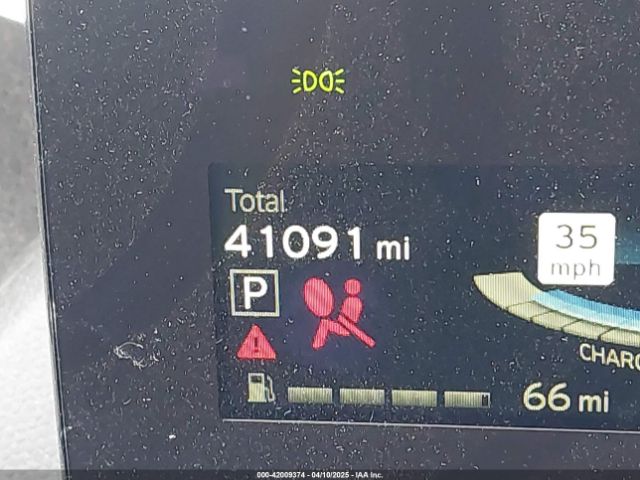 Total
41091 mi
35
mph
P
CHARG
66 mi
000-42009374 - 04/10/2025 - IAA Inc.